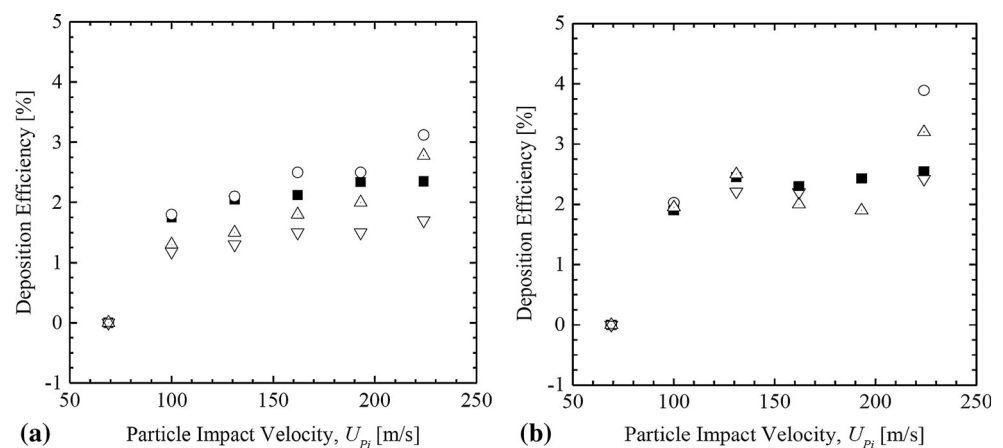 5
4
3
2
1
0
-1
Deposition Efficiency [%]
50 100 150 200 250
(a) Particle Impact Velocity, U_Pi [m/s]
5
4
3
2
1
0
-1
Deposition Efficiency [%]
50 100 150 200 250
(b) Particle Impact Velocity, U_Pi [m/s]